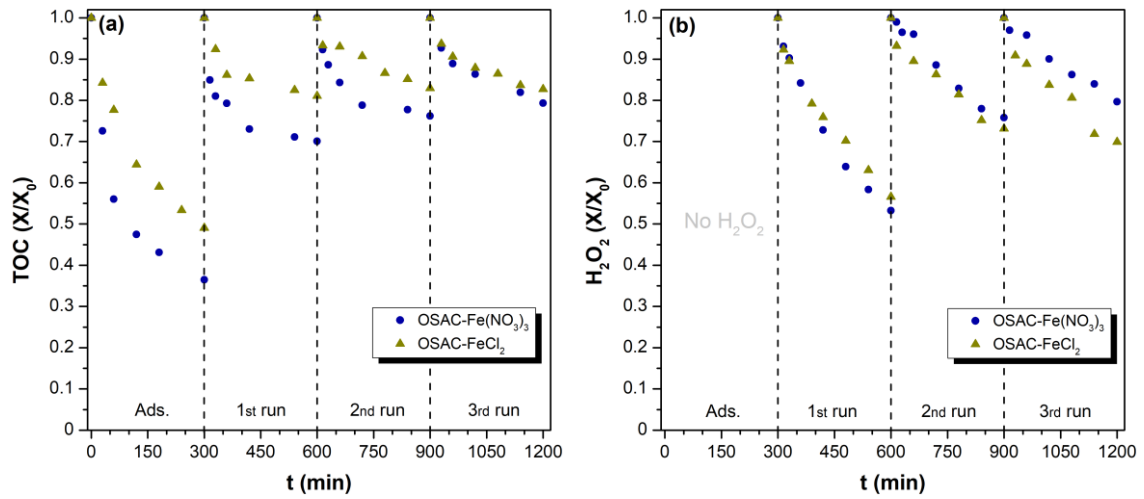 (a)
TOC (X/X₀)
1.0
0.9
0.8
0.7
0.6
0.5
0.4
0.3
0.2
0.1
0
OSAC-Fe(NO₃)₃
OSAC-FeCl₂
Ads.
1st run
2nd run
3rd run
0 150 300 450 600 750 900 1050 1200
t (min)
(b)
H₂O₂ (X/X₀)
1.0
0.9
0.8
0.7
0.6
0.5
0.4
0.3
0.2
0.1
0
No H₂O₂
OSAC-Fe(NO₃)₃
OSAC-FeCl₂
Ads.
1st run
2nd run
3rd run
0 150 300 450 600 750 900 1050 1200
t (min)